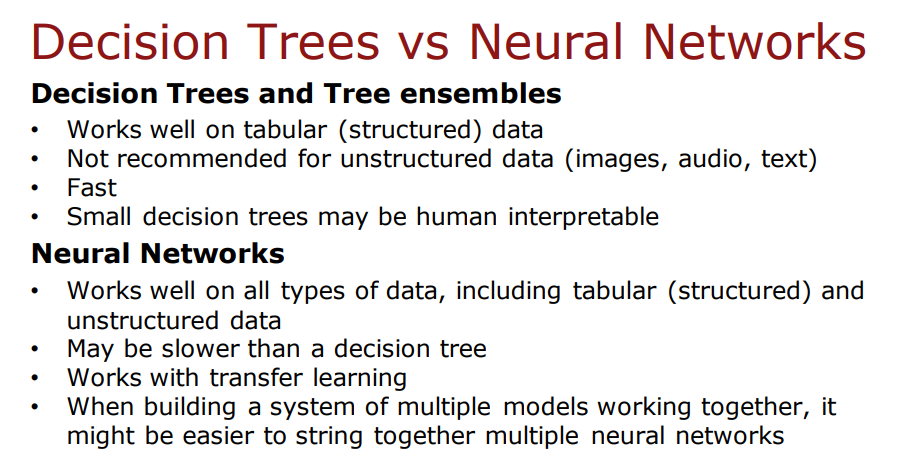 Decision Trees vs Neural Networks
Decision Trees and Tree ensembles
• Works well on tabular (structured) data
• Not recommended for unstructured data (images, audio, text)
• Fast
• Small decision trees may be human interpretable
Neural Networks
• Works well on all types of data, including tabular (structured) and
unstructured data
• May be slower than a decision tree
• Works with transfer learning
• When building a system of multiple models working together, it
might be easier to string together multiple neural networks